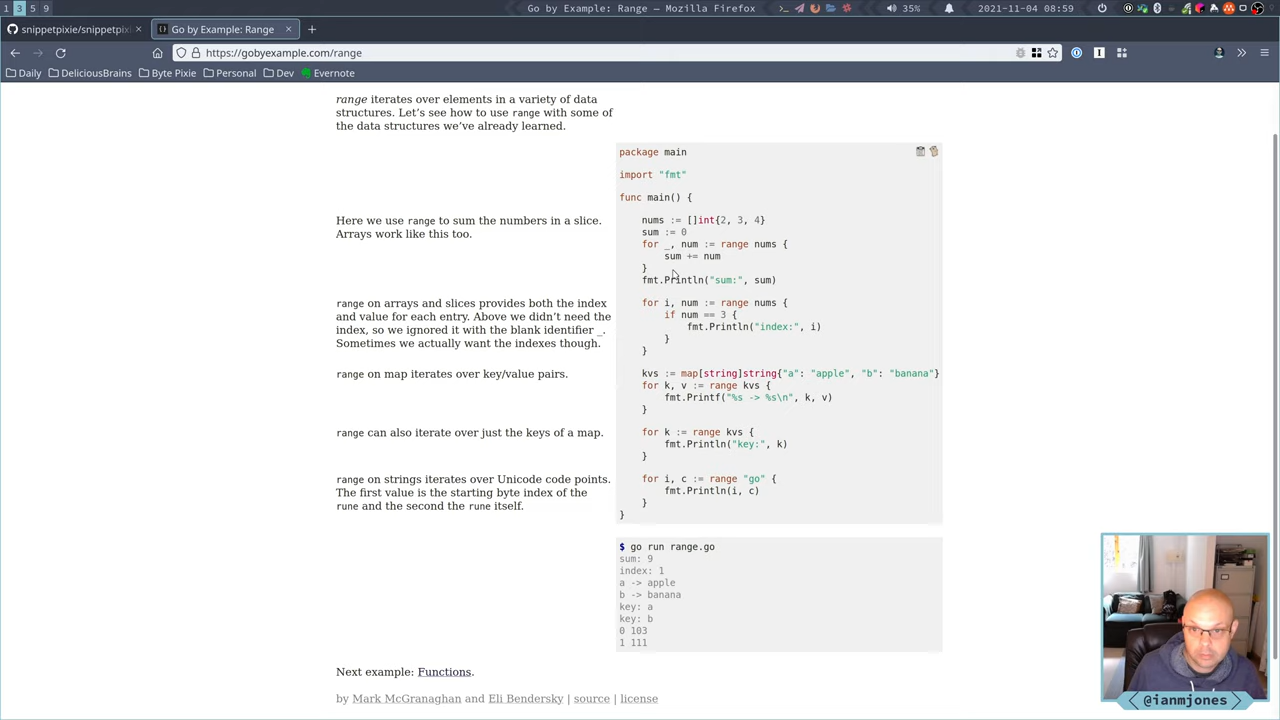 1 3 5 9
Go by Example: Range — Mozilla Firefox
35%
2021-11-04 08:59
snippetpixie/snippetpixi
Go by Example: Range
https://gobyexample.com/range
Daily
DeliciousBrains
Byte Pixie
Personal
Dev
Evernote
range iterates over elements in a variety of data
structures. Let's see how to use range with some of
the data structures we've already learned.
package main
import "fmt"
func main() {
Here we use range to sum the numbers in a slice.
Arrays work like this too.
nums := []int{2, 3, 4}
sum := 0
for _, num := range nums {
sum += num
}
fmt.Println("sum:", sum)
range on arrays and slices provides both the index
and value for each entry. Above we didn't need the
index, so we ignored it with the blank identifier _.
Sometimes we actually want the indexes though.
for i, num := range nums {
if num == 3 {
fmt.Println("index:", i)
}
}
range on map iterates over key/value pairs.
kvs := map[string]string{"a": "apple", "b": "banana"}
for k, v := range kvs {
fmt.Printf("%s -> %s\n", k, v)
}
range can also iterate over just the keys of a map.
for k := range kvs {
fmt.Println("key:", k)
}
range on strings iterates over Unicode code points.
The first value is the starting byte index of the
rune and the second the rune itself.
for i, c := range "go" {
fmt.Println(i, c)
}
}
$ go run range.go
sum: 9
index: 1
a -> apple
b -> banana
key: a
key: b
0 103
1 111
Next example: Functions.
by Mark McGranaghan and Eli Bendersky | source | license
@ianmjones